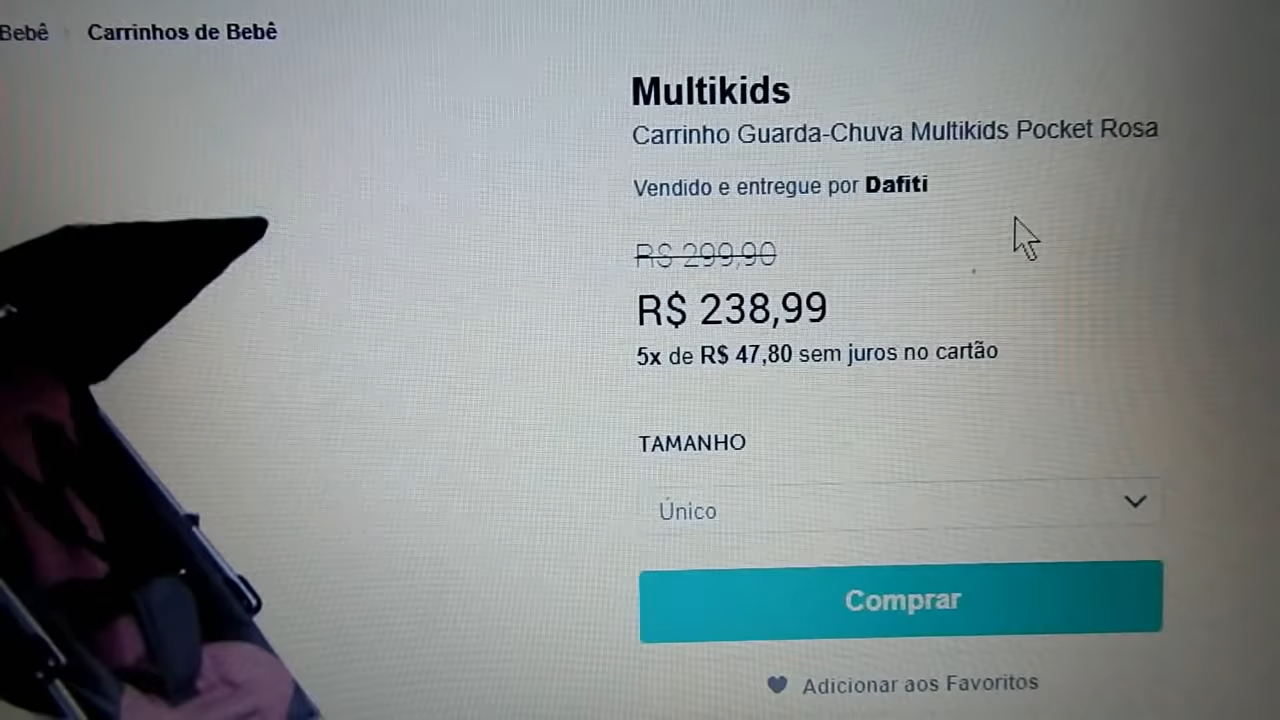 Bebê Carrinhos de Bebê
Multikids
Carrinho Guarda-Chuva Multikids Pocket Rosa
Vendido e entregue por Dafiti
R$ 299,90
R$ 238,99
5x de R$ 47,80 sem juros no cartão
TAMANHO
Único
Comprar
Adicionar aos Favoritos